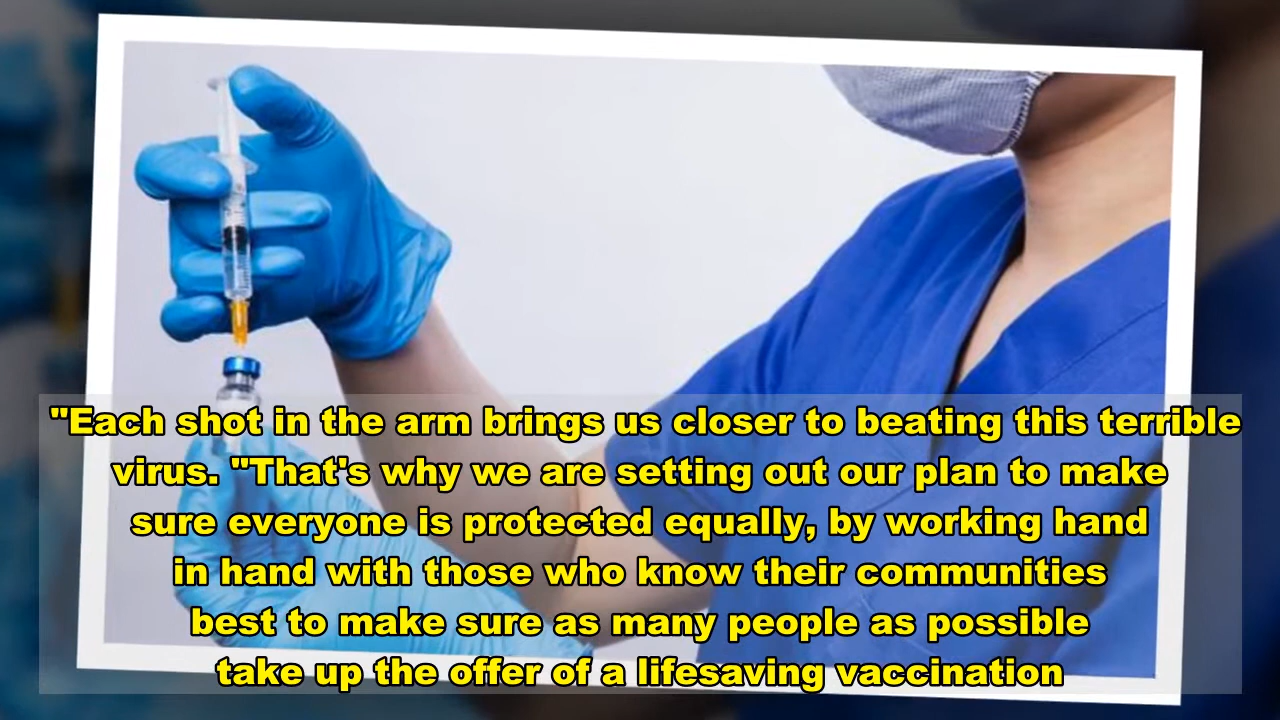 "Each shot in the arm brings us closer to beating this terrible
virus. "That's why we are setting out our plan to make
sure everyone is protected equally, by working hand
in hand with those who know their communities
best to make sure as many people as possible
take up the offer of a lifesaving vaccination